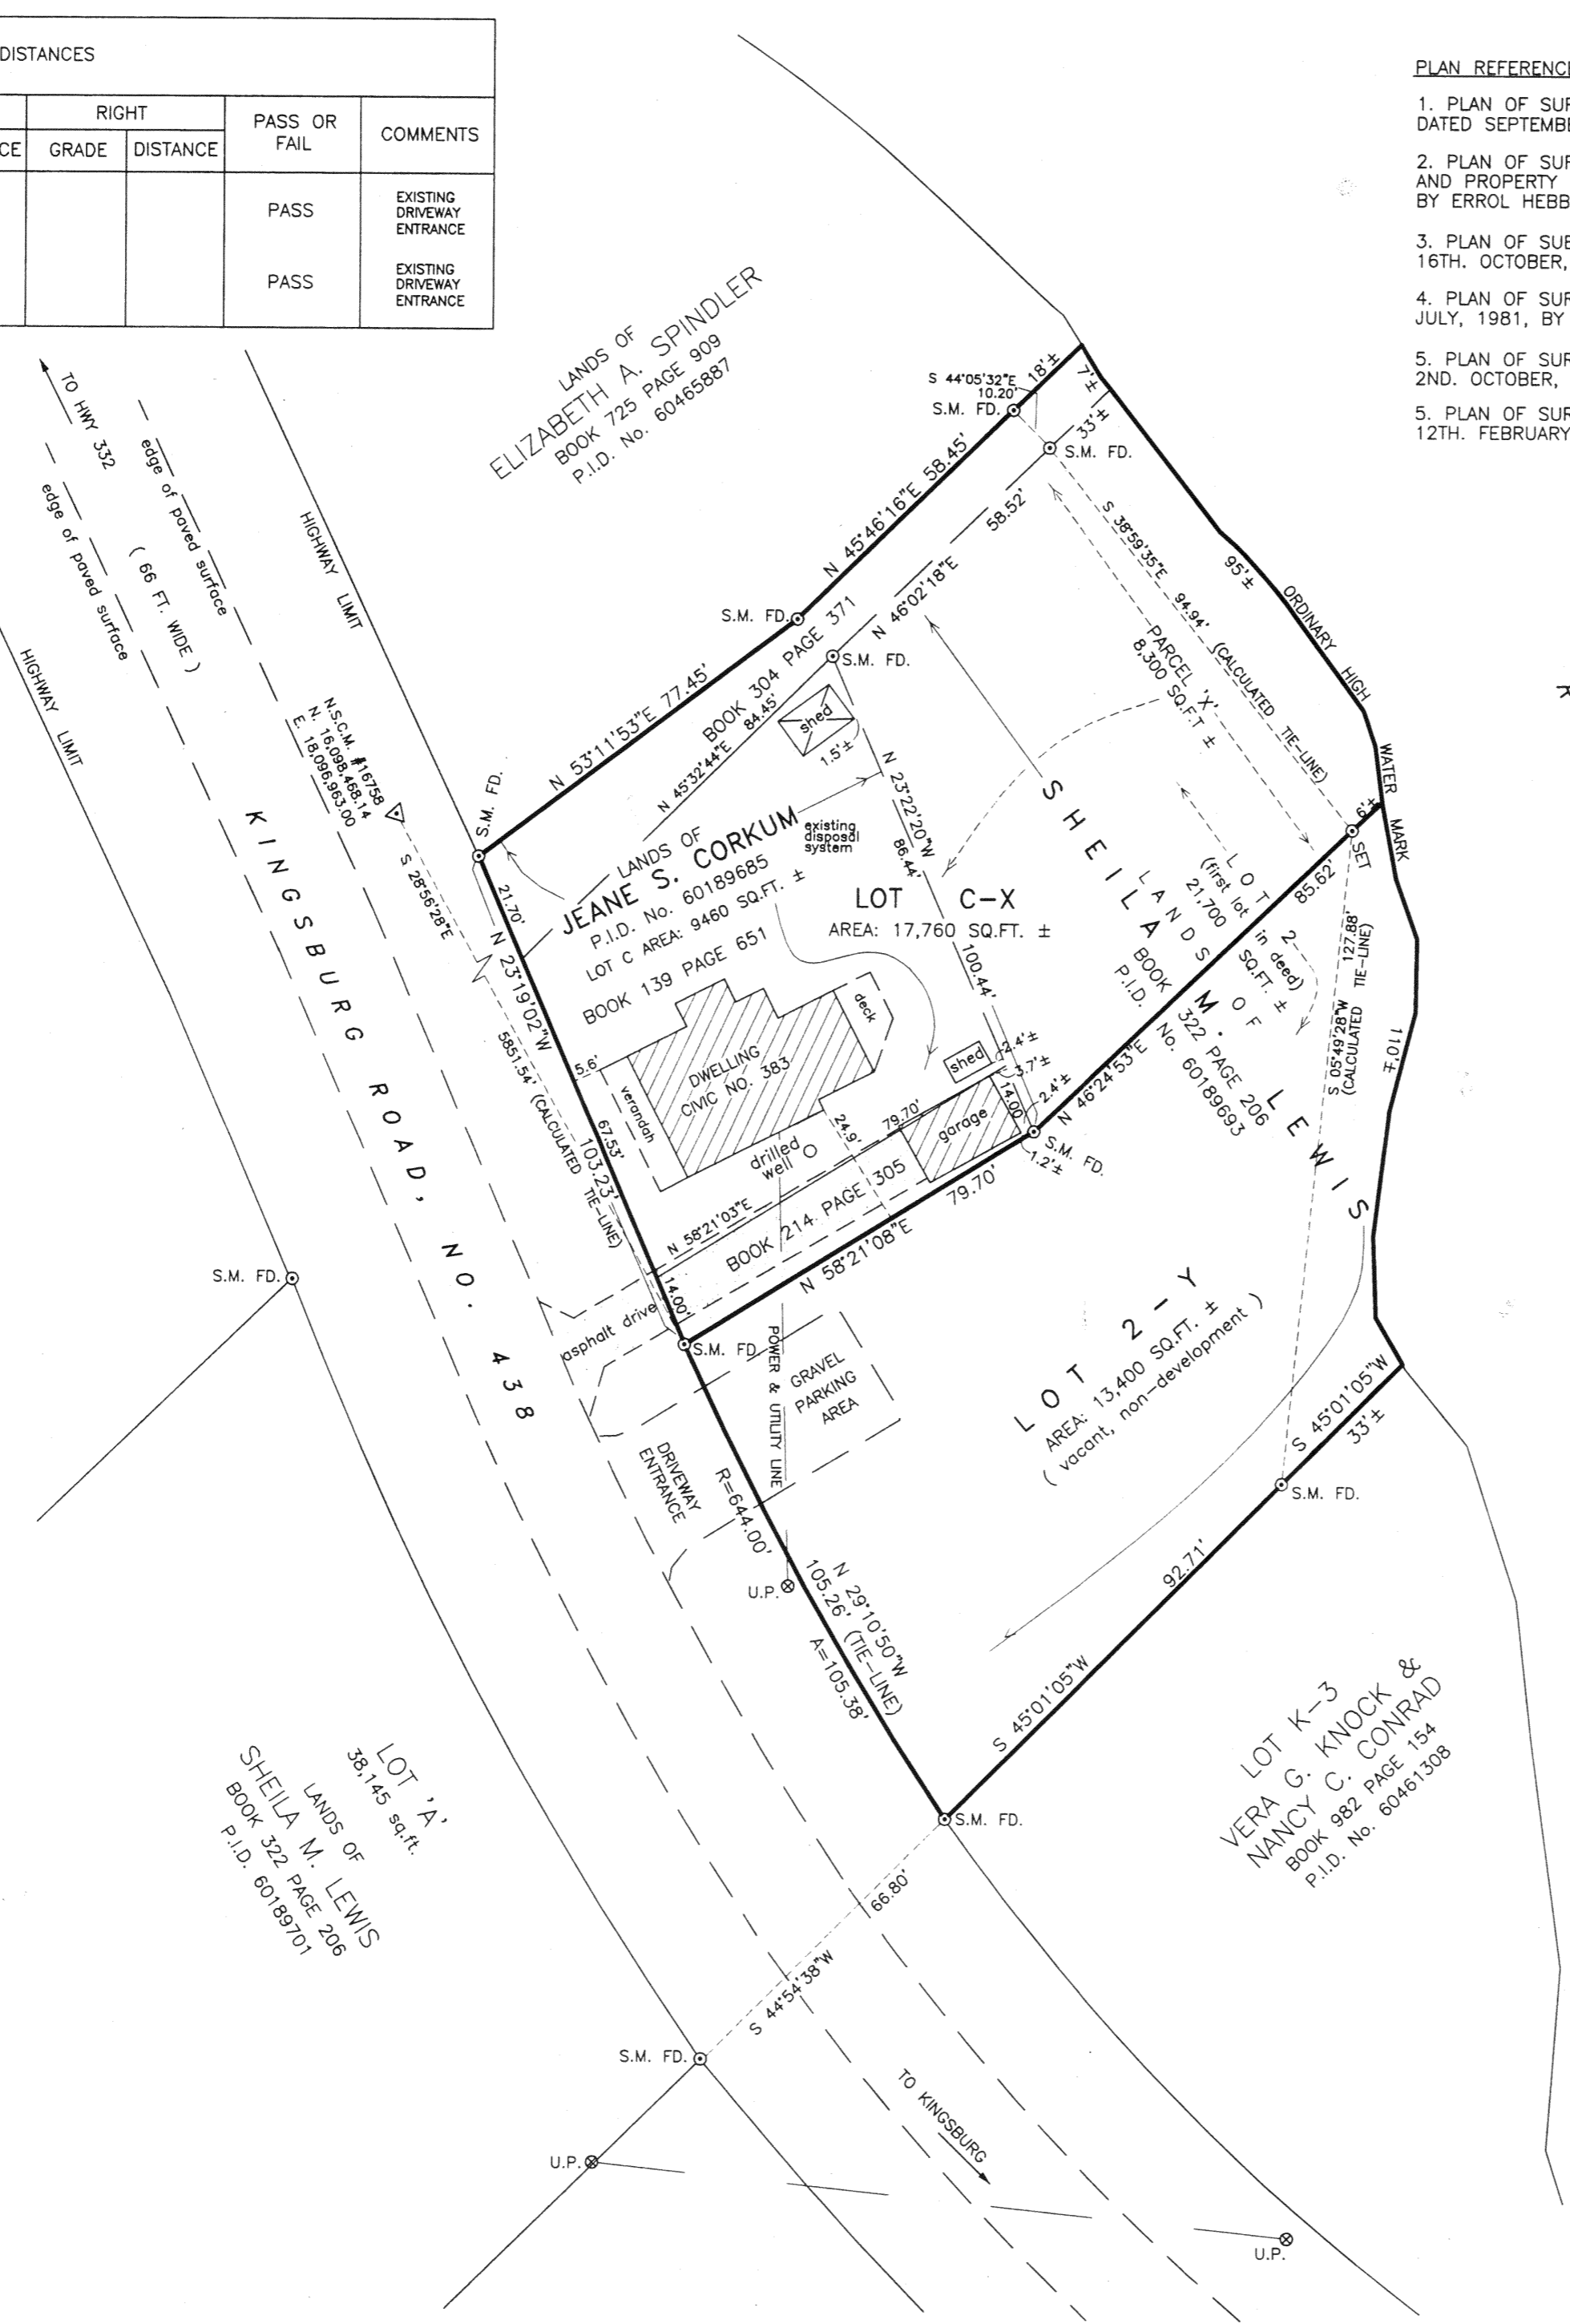 DISTANCES
RIGHT
PASS OR
FAIL
COMMENTS
CE
GRADE
DISTANCE
PASS
EXISTING
DRIVEWAY
ENTRANCE
PASS
EXISTING
DRIVEWAY
ENTRANCE
PLAN REFERENCE
1. PLAN OF SUR
DATED SEPTEMBE
2. PLAN OF SUR
AND PROPERTY
BY ERROL HEBB
3. PLAN OF SUB
16TH. OCTOBER,
4. PLAN OF SUR
JULY, 1981, BY
5. PLAN OF SUR
2ND. OCTOBER,
5. PLAN OF SUR
12TH. FEBRUARY
LANDS OF
ELIZABETH A. SPINDLER
BOOK 725 PAGE 909
P.I.D. No. 60465887
TO HWY 332
edge of paved surface
edge of paved surface
( 66 FT. WIDE )
HIGHWAY LIMIT
HIGHWAY LIMIT
N.S.C.M. #16758
N. 16,098,468.14
E. 18,096,963.00
S 28°56'28"E
5851.54' (CALCULATED TIE-LINE)
KINGSBURG ROAD, NO. 438
S 44°05'32"E
10.20'
18'±
7'±
33'±
S.M. FD.
S.M. FD.
N 45°46'16"E 58.45'
58.52'
N 46°02'18"E
S.M. FD.
S.M. FD.
N 53°11'53"E 77.45'
BOOK 304 PAGE 371
N 45°32'44"E 84.45'
shed
1.5'±
S.M. FD.
S 38°59'35"E 94.94' (CALCULATED TIE-LINE)
95'±
ORDINARY HIGH WATER MARK
PARCEL 'X'
8,300 SQ.FT ±
N 23°22'20"W
86.44'
100.44'
existing
disposal
system
LANDS OF
JEANE S. CORKUM
P.I.D. No. 60189685
LOT C AREA: 9460 SQ.FT. ±
BOOK 139 PAGE 651
LOT C-X
AREA: 17,760 SQ.FT. ±
21.70'
N 23°19'02"W
67.53'
103.23'
14.00'
5.6'
verandah
DWELLING
CIVIC NO. 383
deck
shed
2.4'±
3.7'±
14.00'
2.4'±
1.2'±
garage
24.9'
79.70'
drilled
well
N 58°21'03"E
BOOK 214 PAGE 305
N 58°21'08"E
79.70'
S.M. FD.
N 46°24'53"E
85.62'
6'±
SET
SHEILA M. LEWIS
LANDS OF
BOOK 322 PAGE 206
P.I.D. No. 60189693
LOT 2
(first lot in deed)
21,700 SQ.FT. ±
S 05°49'28"W 127.88'
(CALCULATED TIE-LINE)
110'±
asphalt drive
S.M. FD.
S.M. FD.
POWER & UTILITY LINE
GRAVEL
PARKING
AREA
DRIVEWAY
ENTRANCE
LOT 2-Y
AREA: 13,400 SQ.FT. ±
( vacant, non-development )
S 45°01'05"W
33'±
S.M. FD.
92.71'
S 45°01'05"W
R=644.00'
U.P.
N 29°10'50"W
105.26' (TIE-LINE)
A=105.38'
S.M. FD.
LOT K-3
VERA G. KNOCK &
NANCY C. CONRAD
BOOK 982 PAGE 154
P.I.D. No. 60461308
LOT 'A'
38,145 sq.ft.
LANDS OF
SHEILA M. LEWIS
BOOK 322 PAGE 206
P.I.D. 60189701
66.80'
S 44°54'38"W
S.M. FD.
TO KINGSBURG
U.P.
U.P.